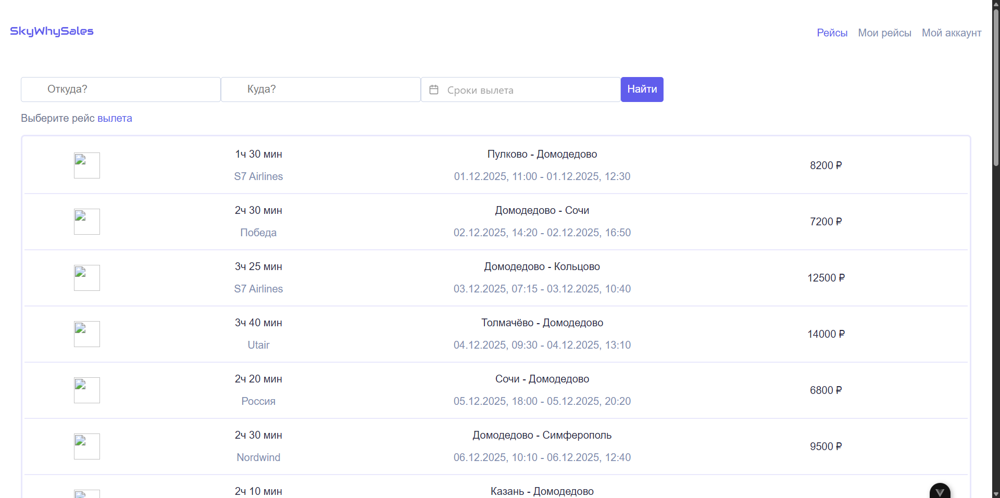 SkyWhySales
Рейсы Мои рейсы Мой аккаунт
Откуда? Куда? Сроки вылета Найти
Выберите рейс вылета
1ч 30 мин Пулково - Домодедово
8200 ₽
S7 Airlines 01.12.2025, 11:00 - 01.12.2025, 12:30
2ч 30 мин Домодедово - Сочи
7200 ₽
Победа 02.12.2025, 14:20 - 02.12.2025, 16:50
3ч 25 мин Домодедово - Кольцово
12500 ₽
S7 Airlines 03.12.2025, 07:15 - 03.12.2025, 10:40
3ч 40 мин Толмачёво - Домодедово
14000 ₽
Utair 04.12.2025, 09:30 - 04.12.2025, 13:10
2ч 20 мин Сочи - Домодедово
6800 ₽
Россия 05.12.2025, 18:00 - 05.12.2025, 20:20
2ч 30 мин Домодедово - Симферополь
9500 ₽
Nordwind 06.12.2025, 10:10 - 06.12.2025, 12:40
2ч 10 мин Казань - Домодедово